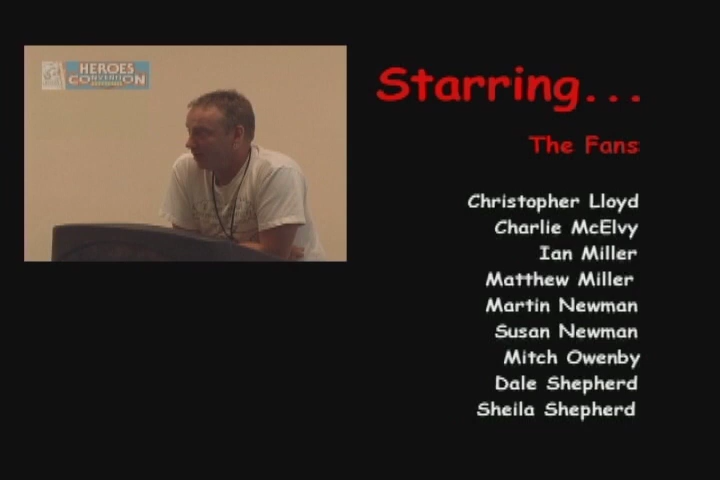 HEROES
CONVENTION
Starring...
The Fans
Christopher Lloyd
Charlie McElvy
Ian Miller
Matthew Miller
Martin Newman
Susan Newman
Mitch Owenby
Dale Shepherd
Sheila Shepherd